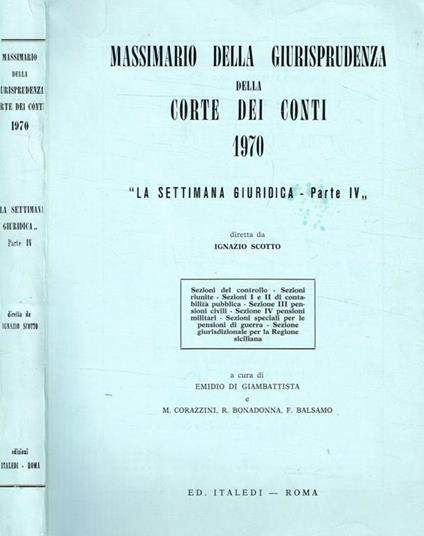 MASSIMARIO
DELLA
URISPRUDENZA
RTE DEI CONTI
1970
LA SETTIMANA
GIURIDICA„
Parte IV
diretta da
IGNAZIO SCOTTO
edizioni
ITALEDI - ROMA
MASSIMARIO DELLA GIURISPRUDENZA
DELLA
CORTE DEI CONTI
1970
“LA SETTIMANA GIURIDICA - Parte IV„
diretta da
IGNAZIO SCOTTO
Sezioni del controllo - Sezioni
riunite - Sezioni I e II di conta-
bilità pubblica - Sezione III pen-
sioni civili - Sezione IV pensioni
militari - Sezioni speciali per le
pensioni di guerra - Sezione
giurisdizionale per la Regione
siciliana
a cura di
EMIDIO DI GIAMBATTISTA
e
M. CORAZZINI, R. BONADONNA, F. BALSAMO
ED. ITALEDI — ROMA